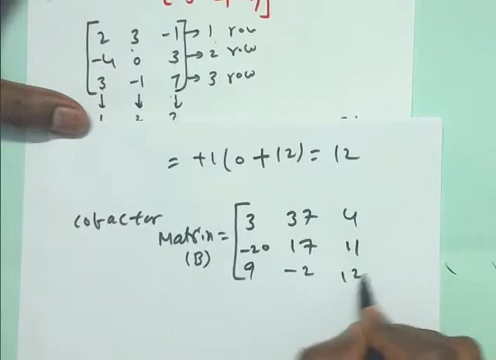 2 3 -1 → 1 row
-4 0 3 → 2 row
3 -1 7 → 3 row
↓ ↓ ↓
= +1(0+12) = 12
Cofactor Matrix = [3 37 4
(B) -20 17 11
9 -2 12